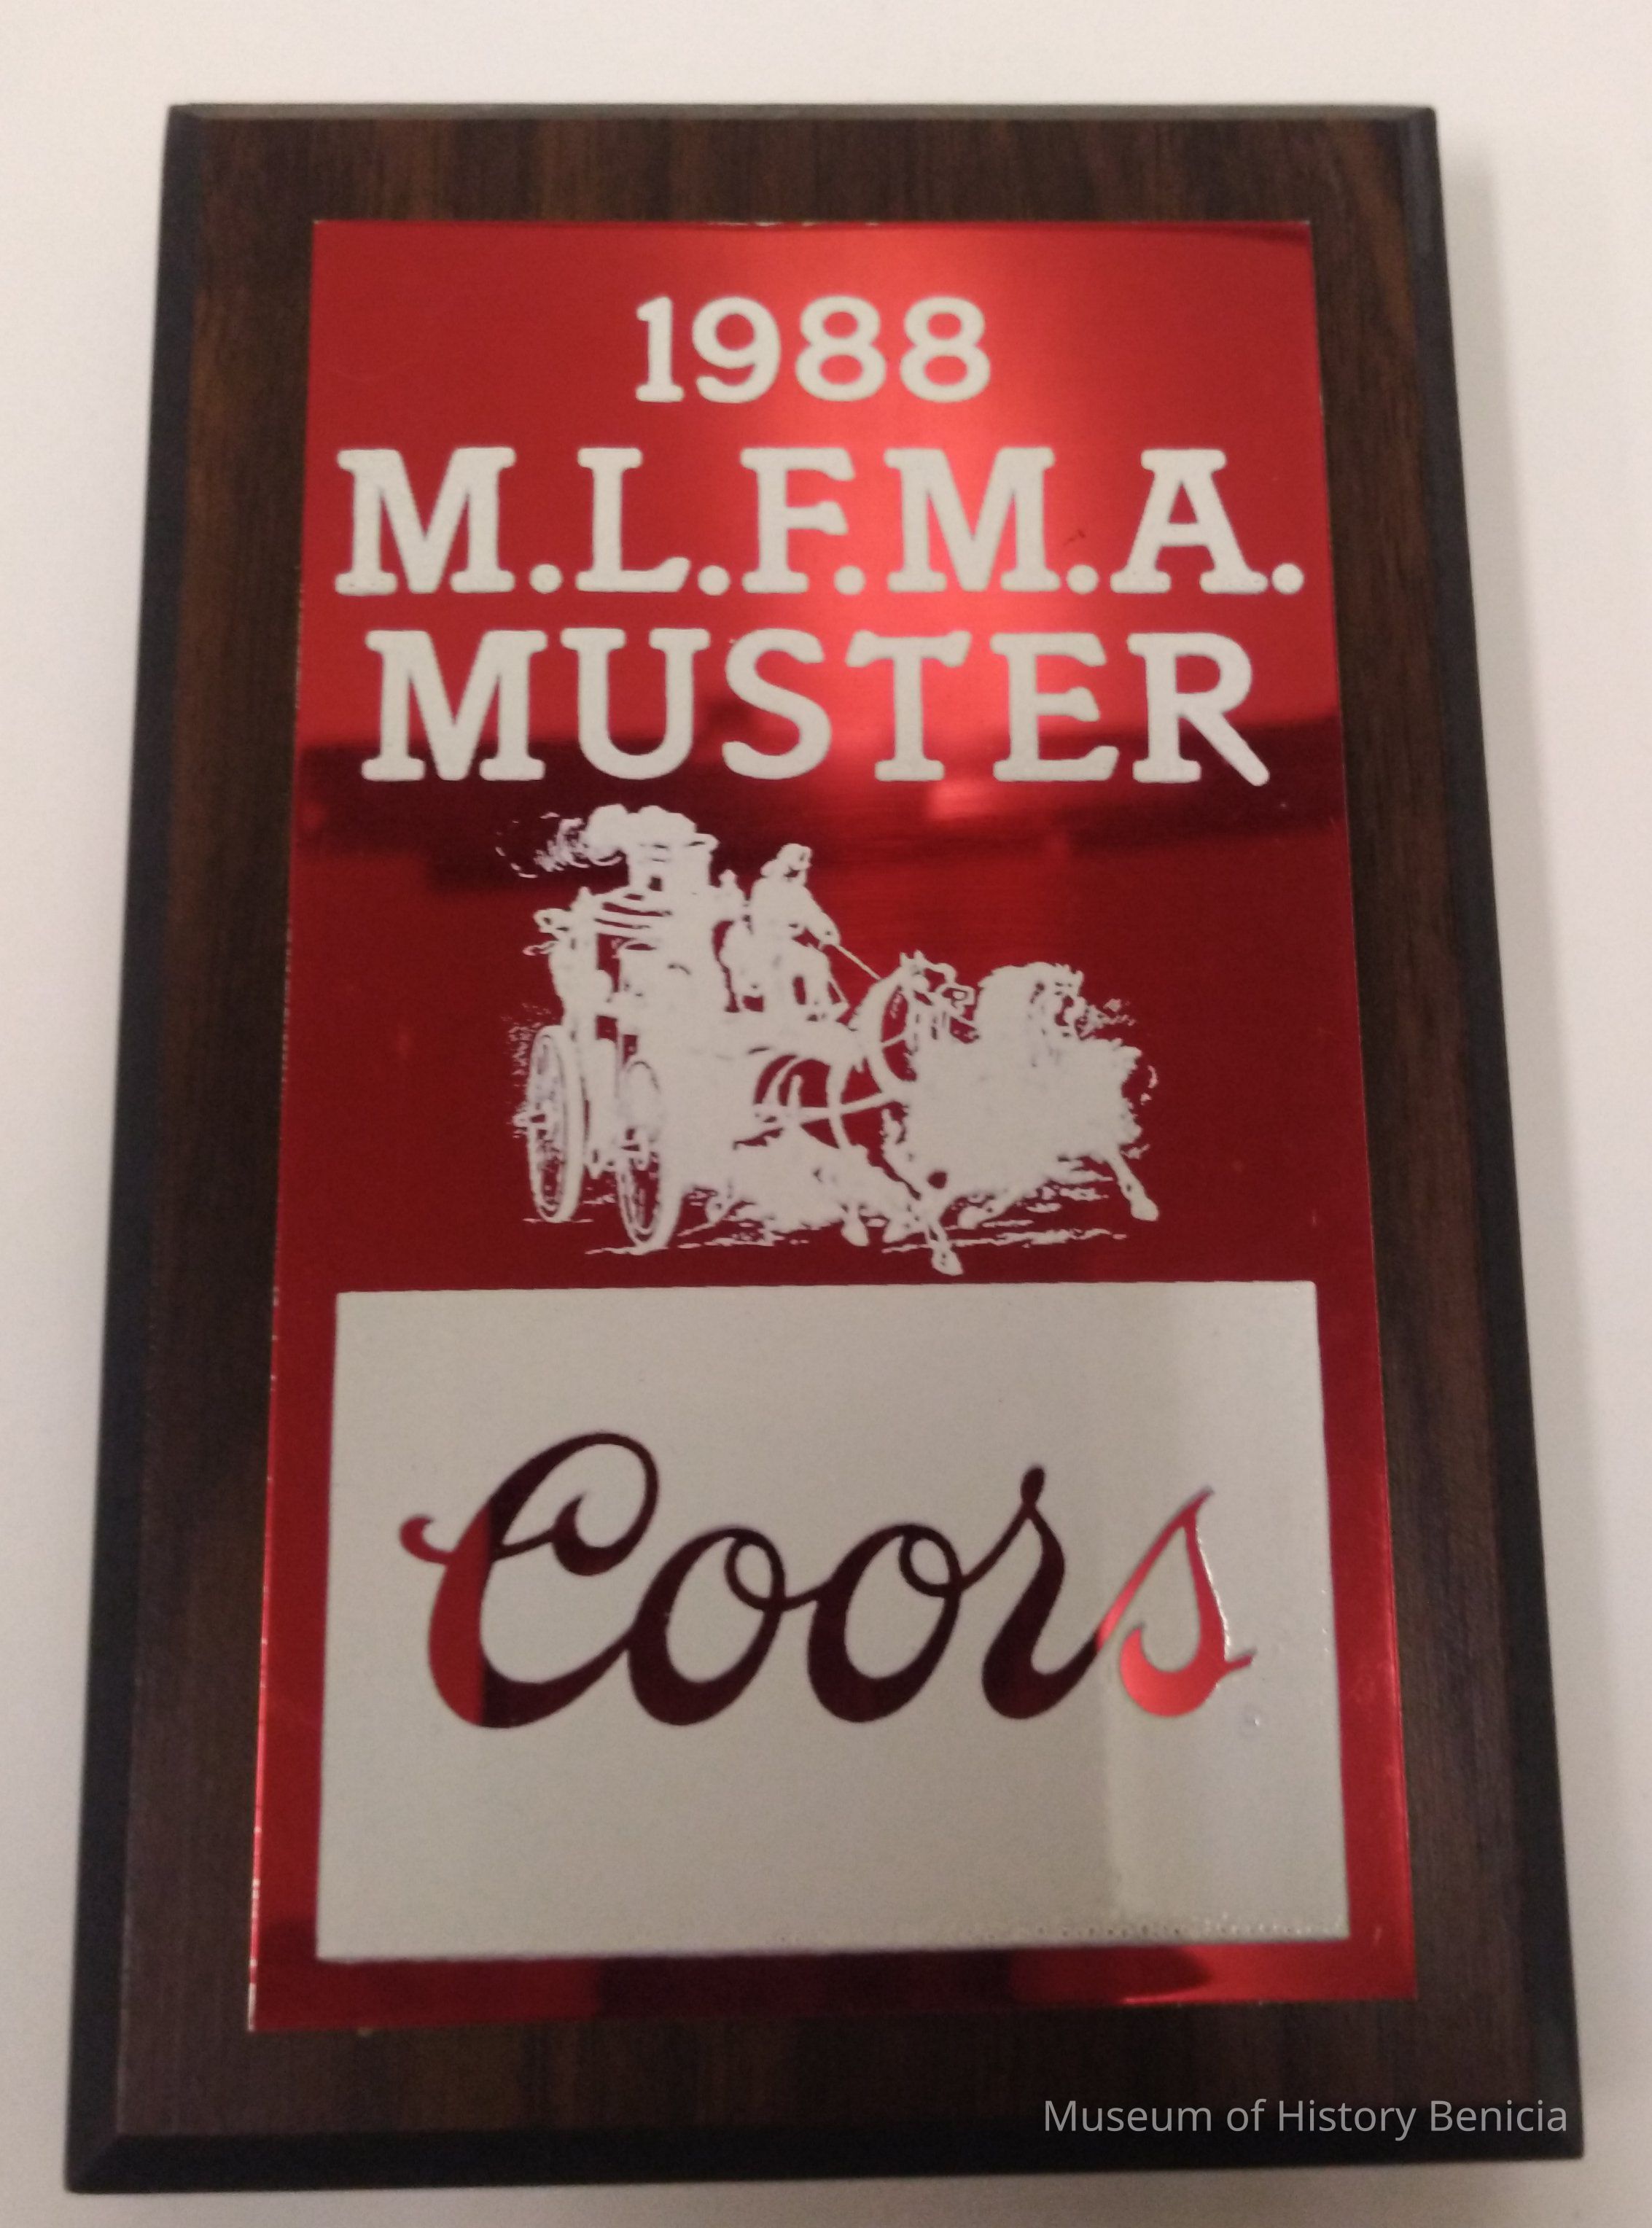 1988
M.L.F.M.A.
MUSTER
Coors
Museum of History Benicia